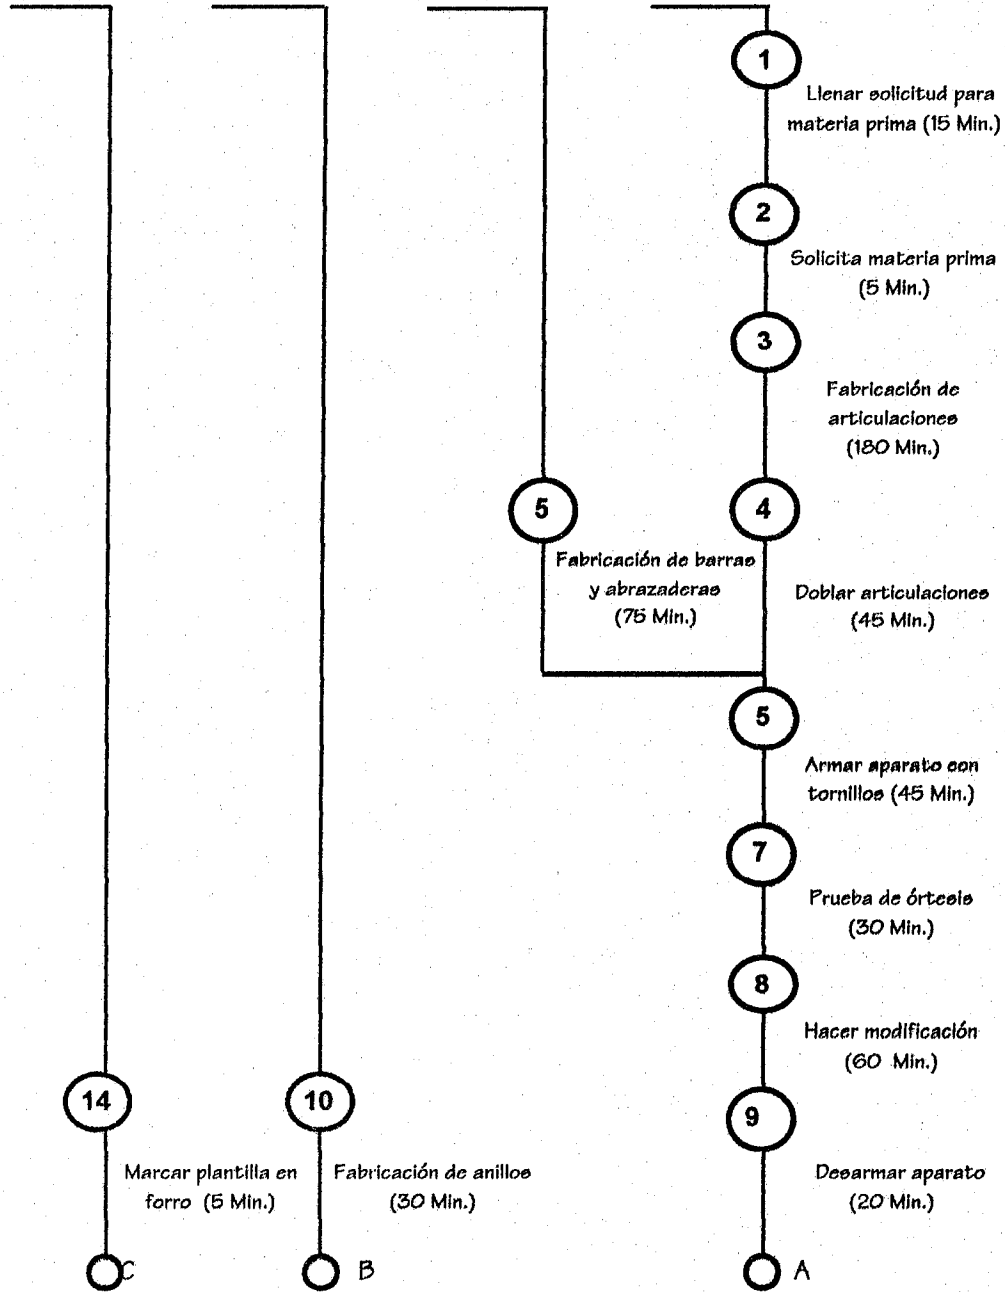 1
Llenar solicitud para
materia prima (15 Min.)
2
Solicita materia prima
(5 Min.)
3
Fabricación de
articulaciones
(180 Min.)
5
4
Fabricación de barras
y abrazaderas
(75 Min.)
Doblar articulaciones
(45 Min.)
5
Armar aparato con
tornillos (45 Min.)
7
Prueba de órtesis
(30 Min.)
8
Hacer modificación
(60 Min.)
14
10
9
Marcar plantilla en
forro (5 Min.)
Fabricación de anillos
(30 Min.)
Desarmar aparato
(20 Min.)
C
B
A